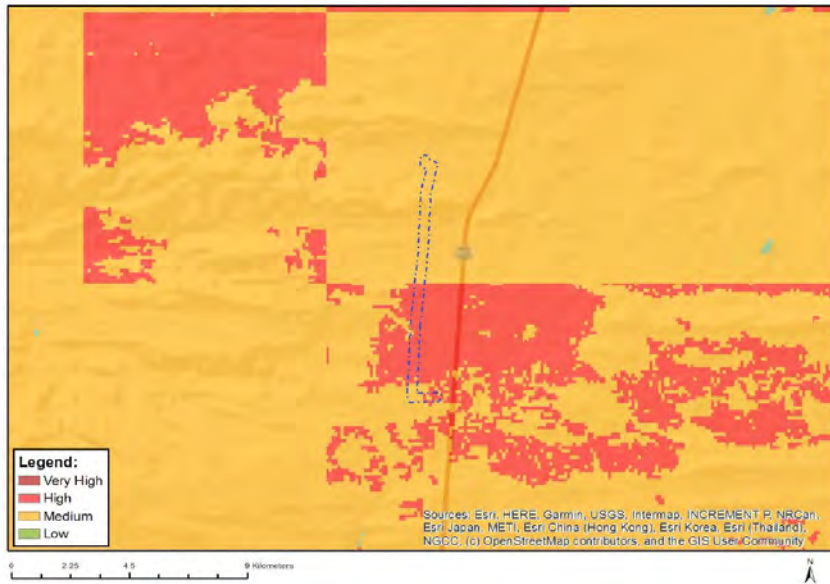 Legend:
Very High
High
Medium
Low
Sources: Esri, HERE, Garmin, USGS, Intermap, INCREMENT P, NRCan,
Esri Japan, METI, Esri China (Hong Kong), Esri Korea, Esri (Thailand),
NGCC, (c) OpenStreetMap contributors, and the GIS User Community
0 2.25 4.5 9 Kilometers
N